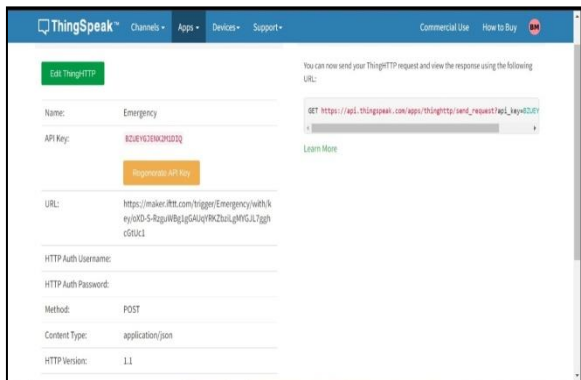 ThingSpeak™ Channels Apps Devices Support Commercial Use How to Buy BM
Edit ThingHTTP
Name: Emergency
API Key:
Regenerate API Key
URL: https://maker.ifttt.com/trigger/Emergency/with/k
HTTP Auth Username:
HTTP Auth Password:
Method: POST
Content Type: application/json
HTTP Version: 1.1
You can now send your ThingHTTP request and view the response using the following
URL:
GET https://api.thingspeak.com/apps/thinghttp/send_request?api_key=
Learn More